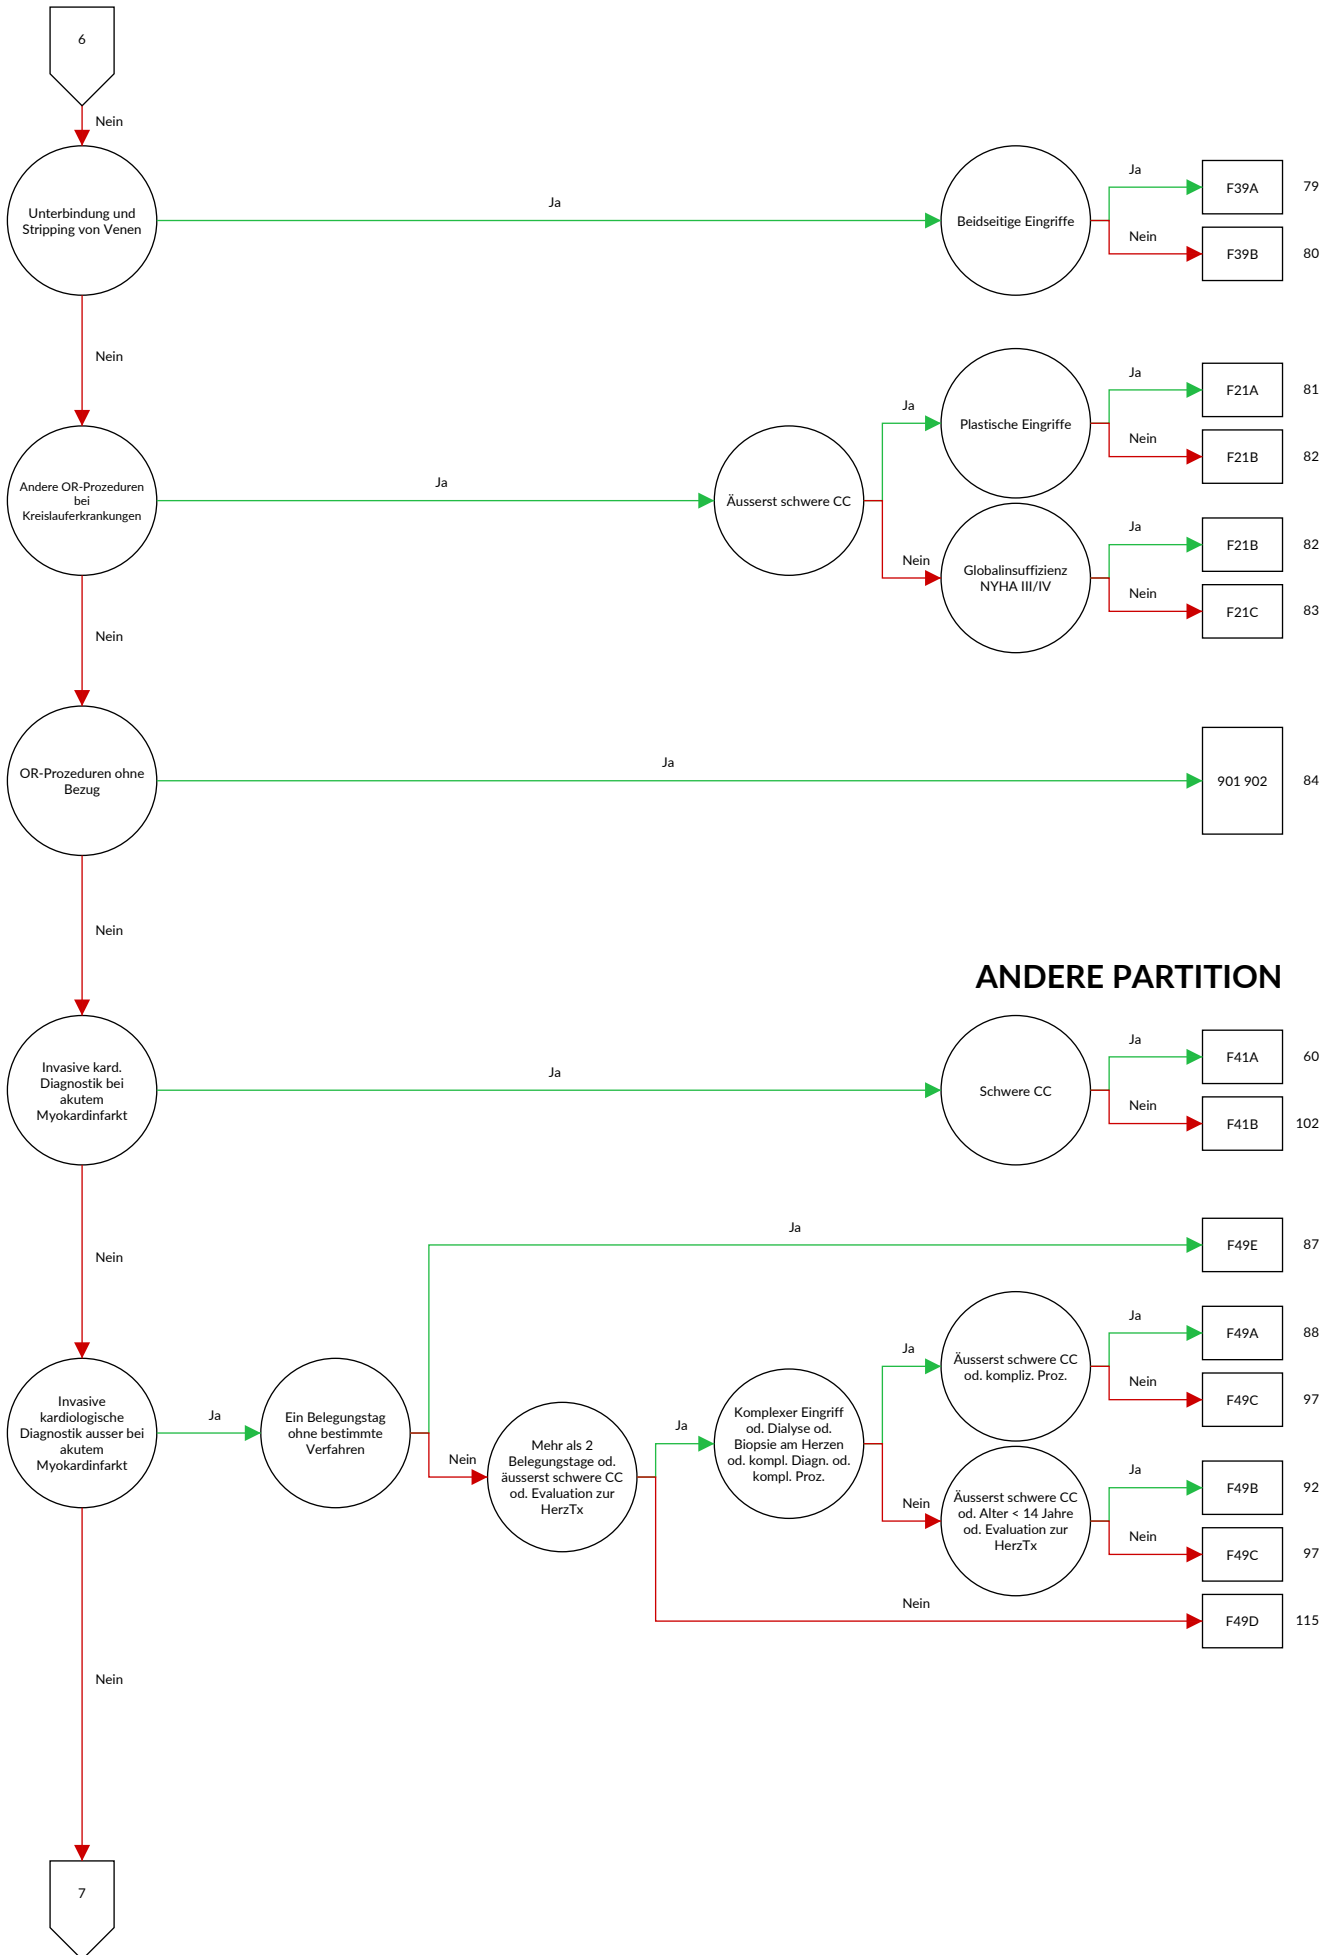 6
Nein
Unterbindung und
Stripping von Venen
Ja
Beidseitige Eingriffe
Ja
F39A
79
Nein
F39B
80
Nein
Andere OR-Prozeduren
bei
Kreislauferkrankungen
Ja
Äusserst schwere CC
Ja
Plastische Eingriffe
Ja
F21A
81
Nein
F21B
82
Nein
Globalinsuffizienz
NYHA III/IV
Ja
F21B
82
Nein
F21C
83
Nein
OR-Prozeduren ohne
Bezug
Ja
901 902
84
Nein
ANDERE PARTITION
Invasive kard.
Diagnostik bei
akutem
Myokardinfarkt
Ja
Schwere CC
Ja
F41A
60
Nein
F41B
102
Nein
Invasive
kardiologische
Diagnostik ausser bei
akutem
Myokardinfarkt
Ja
Ein Belegungstag
ohne bestimmte
Verfahren
Ja
F49E
87
Nein
Mehr als 2
Belegungstage od.
äusserst schwere CC
od. Evaluation zur
HerzTx
Ja
Komplexer Eingriff
od. Dialyse od.
Biopsie am Herzen
od. kompl. Diagn. od.
kompl. Proz.
Ja
Äusserst schwere CC
od. kompliz. Proz.
Ja
F49A
88
Nein
F49C
97
Nein
Äusserst schwere CC
od. Alter < 14 Jahre
od. Evaluation zur
HerzTx
Ja
F49B
92
Nein
F49C
97
Nein
F49D
115
Nein
7